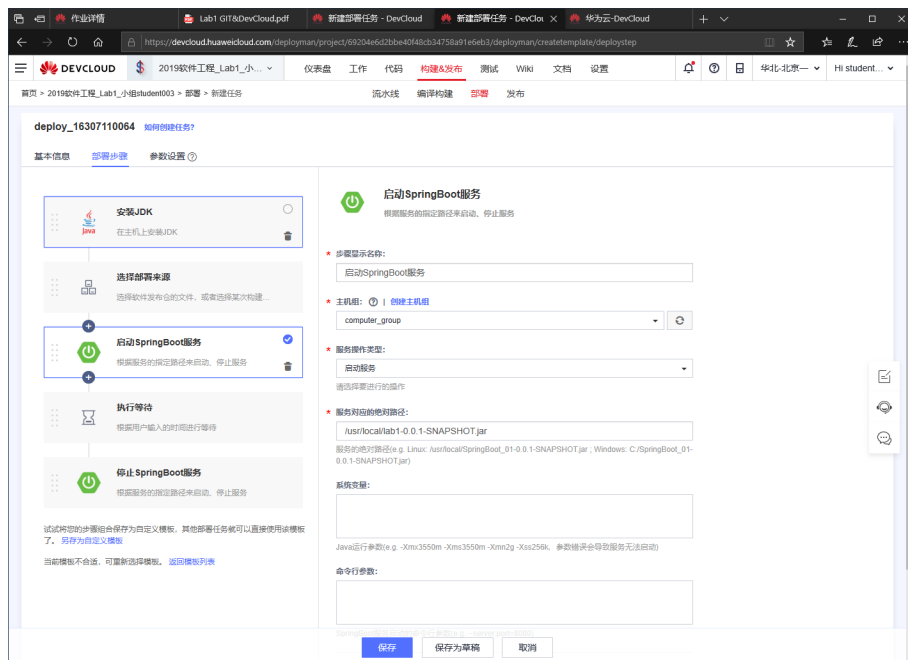 作业详情
Lab1 GIT&DevCloud.pdf
新建部署任务 - DevCloud
新建部署任务 - DevClou
华为云-DevCloud
https://devcloud.huaweicloud.com/deployman/project/69204e6d2bbe40f48cb34758a91e6eb3/deployman/createtemplate/deploystep
DEVCLOUD 2019软件工程_Lab1_小... 仪表盘 工作 代码 构建&发布 测试 Wiki 文档 设置 华北-北京一 Hi student...
首页 > 2019软件工程_Lab1_小组student003 > 部署 > 新建任务 流水线 编译构建 部署 发布
deploy_16307110064 如何创建任务?
基本信息 部署步骤 参数设置
安装JDK
在主机上安装JDK
选择部署来源
选择软件发布仓的文件，或者选择某次构建...
启动SpringBoot服务
根据服务的指定路径来启动、停止服务
执行等待
根据用户输入的时间进行等待
停止SpringBoot服务
根据服务的指定路径来启动、停止服务
试试将您的步骤组合保存为自定义模板，其他部署任务就可以直接使用该模板
了。 另存为自定义模板
当前模板不合适，可重新选择模板。 返回模板列表
启动SpringBoot服务
根据服务的指定路径来启动、停止服务
* 步骤显示名称:
启动SpringBoot服务
* 主机组: | 创建主机组
computer_group
* 服务操作类型:
启动服务
请选择要进行的操作
* 服务对应的绝对路径:
/usr/local/lab1-0.0.1-SNAPSHOT.jar
服务的绝对路径(e.g. Linux: /usr/local/SpringBoot_01-0.0.1-SNAPSHOT.jar ; Windows: C:/SpringBoot_01-
0.0.1-SNAPSHOT.jar)
系统变量:
Java运行参数(e.g. -Xmx3550m -Xms3550m -Xmn2g -Xss256k, 参数错误会导致服务无法启动)
命令行参数:
保存 保存为草稿 取消